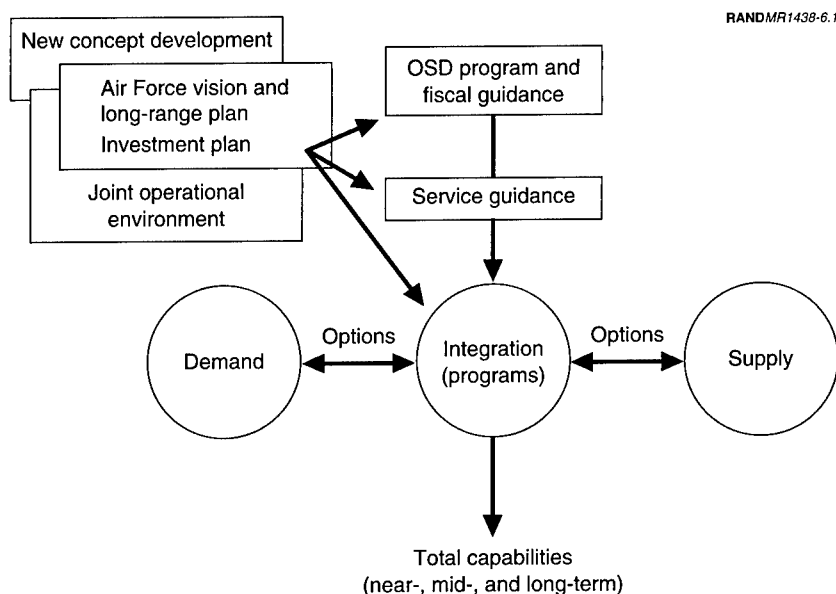 RANDMR1438-6.1
New concept development
Air Force vision and
long-range plan
Investment plan
Joint operational
environment
OSD program and
fiscal guidance
Service guidance
Demand
Options
Integration
(programs)
Options
Supply
Total capabilities
(near-, mid-, and long-term)